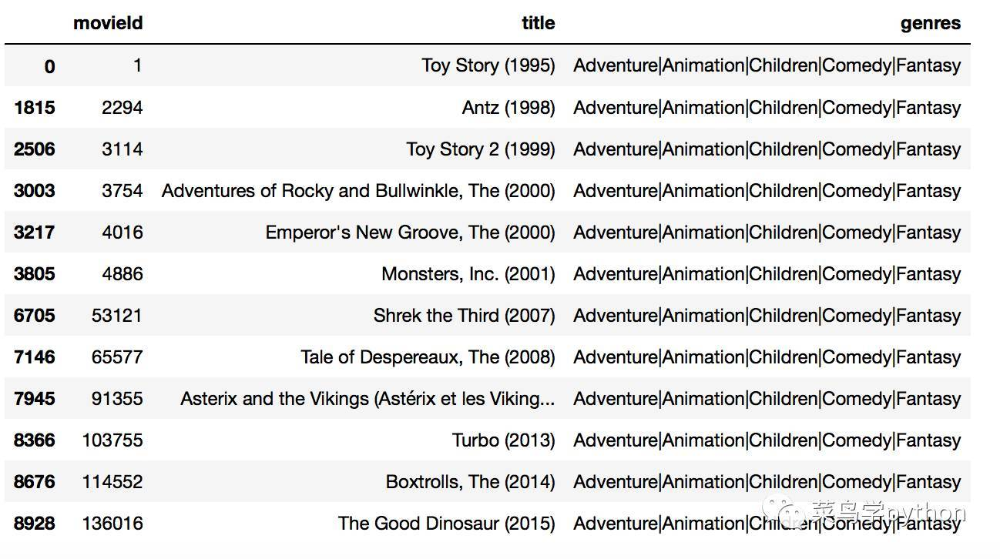 movieId title genres
0 1 Toy Story (1995) Adventure|Animation|Children|Comedy|Fantasy
1815 2294 Antz (1998) Adventure|Animation|Children|Comedy|Fantasy
2506 3114 Toy Story 2 (1999) Adventure|Animation|Children|Comedy|Fantasy
3003 3754 Adventures of Rocky and Bullwinkle, The (2000) Adventure|Animation|Children|Comedy|Fantasy
3217 4016 Emperor's New Groove, The (2000) Adventure|Animation|Children|Comedy|Fantasy
3805 4886 Monsters, Inc. (2001) Adventure|Animation|Children|Comedy|Fantasy
6705 53121 Shrek the Third (2007) Adventure|Animation|Children|Comedy|Fantasy
7146 65577 Tale of Despereaux, The (2008) Adventure|Animation|Children|Comedy|Fantasy
7945 91355 Asterix and the Vikings (Astérix et les Viking... Adventure|Animation|Children|Comedy|Fantasy
8366 103755 Turbo (2013) Adventure|Animation|Children|Comedy|Fantasy
8676 114552 Boxtrolls, The (2014) Adventure|Animation|Children|Comedy|Fantasy
8928 136016 The Good Dinosaur (2015) Adventure|Animation|Children|Comedy|Fantasy
菜鸟学python